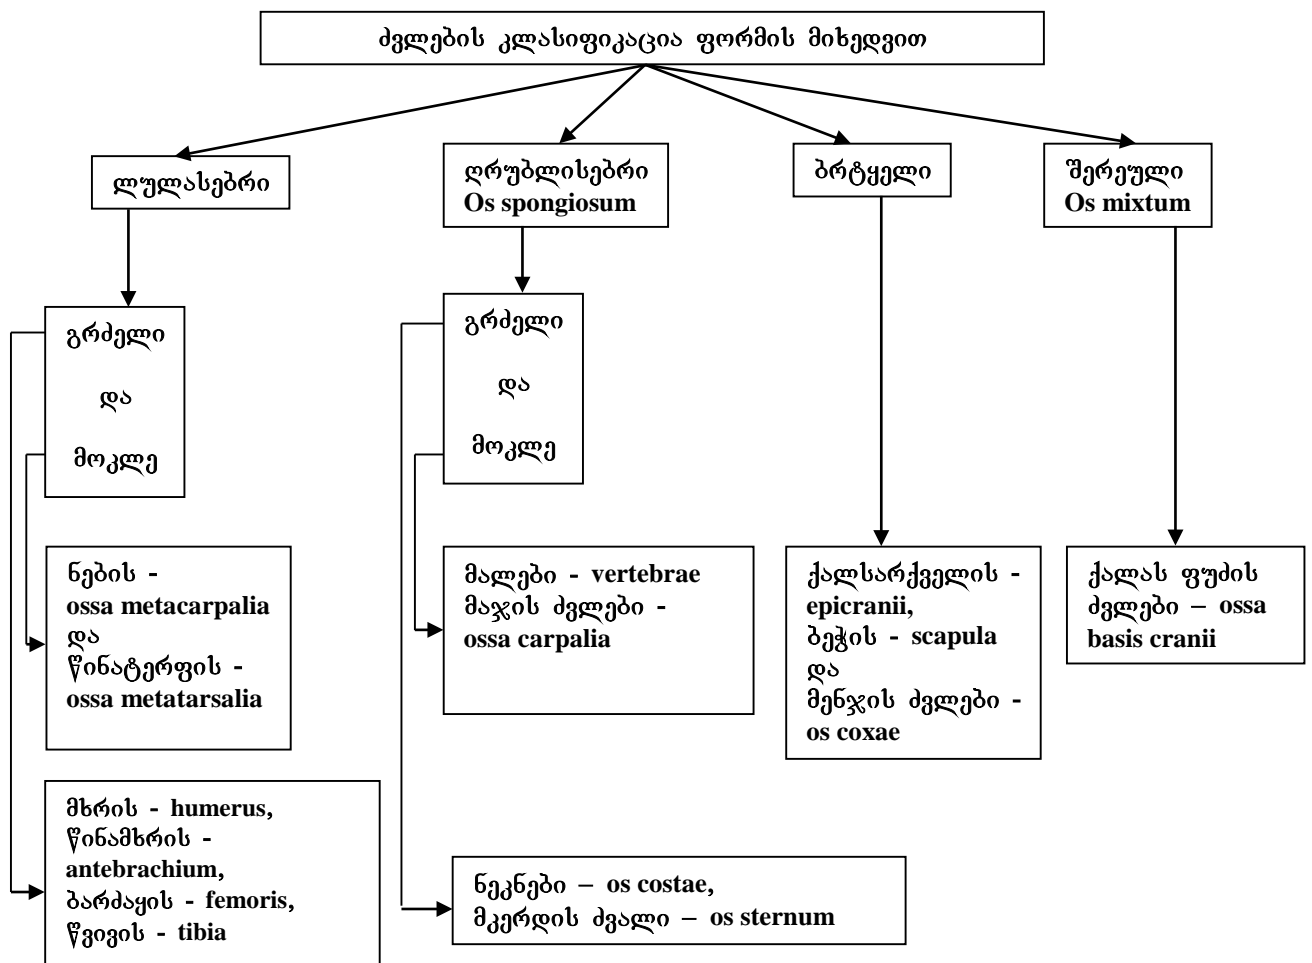 ძვლების კლასიფიკაცია ფორმის მიხედვით
ლულასებრი
ღრუბლისებრი
Os spongiosum
ბრტყელი
შერეული
Os mixtum
გრძელი
და
მოკლე
გრძელი
და
მოკლე
ნების -
ossa metacarpalia
და
წინატერფის -
ossa metatarsalia
მალები - vertebrae
მაჯის ძვლები -
ossa carpalia
ქალსარქველის -
epicranii,
ბეჭის - scapula
და
მენჯის ძვლები -
os coxae
ქალას ფუძის
ძვლები – ossa
basis cranii
მხრის - humerus,
წინამხრის -
antebrachium,
ბარძაყის - femoris,
წვივის - tibia
ნეკნები – os costae,
მკერდის ძვალი – os sternum